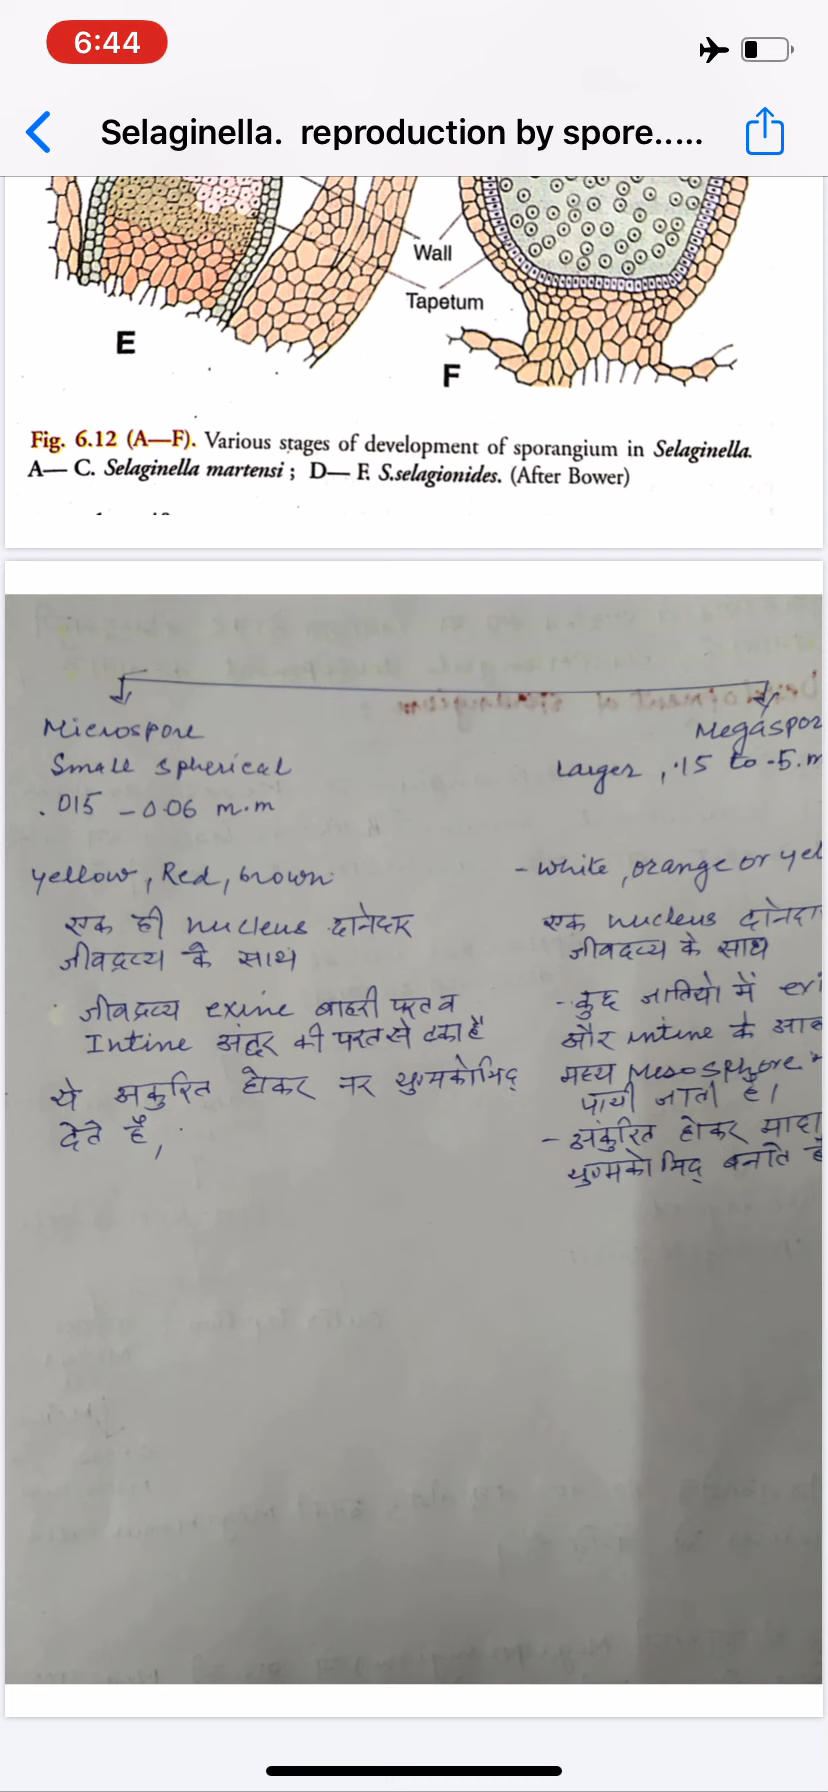 6:44
Selaginella. reproduction by spore.....
Wall
Tapetum
E
F
Fig. 6.12 (A—F). Various stages of development of sporangium in Selaginella.
A— C. Selaginella martensi ; D— F. S.selagionides. (After Bower)
Microspore
Small spherical
.015 – 0.06 m.m
yellow, Red, brown
एक ही nucleus दानेदार
जीवद्रव्य के साथ
जीवद्रव्य exine बाहरी परत व
Intine अंदर की परत से ढका है
ये अंकुरित होकर नर युग्मकोभिद्
देते है,
Megaspor
Larger, .15 to .5 m
- white, orange or yel
एक nucleus दानेदा
जीवद्रव्य के साथ
- कुछ जातियो में exi
और intine के
मध्य Mesosphore
पायी जाती है।
- अंकुरित होकर मादा
युग्मकोभिद् बनाते है